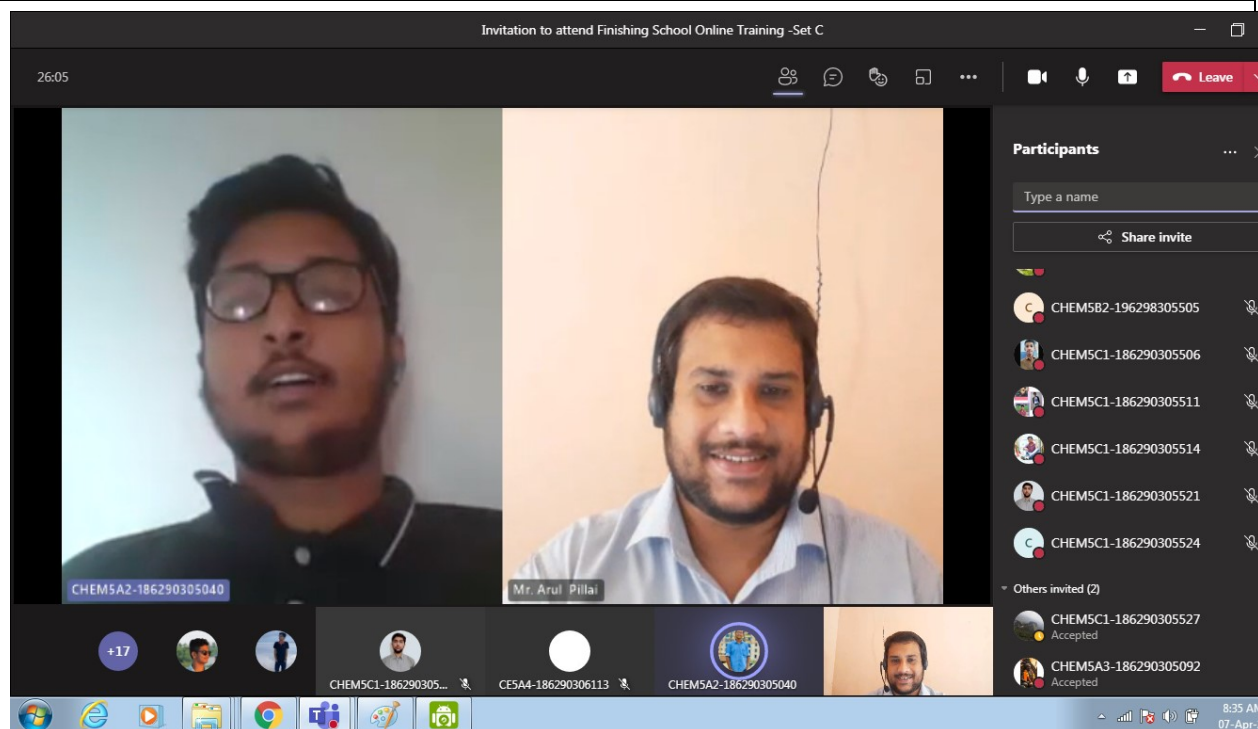 Invitation to attend Finishing School Online Training -Set C
26:05
Leave
Participants
Type a name
Share invite
C CHEM5B2-196298305505
CHEM5C1-186290305506
CHEM5C1-186290305511
CHEM5C1-186290305514
CHEM5C1-186290305521
C CHEM5C1-186290305524
Others invited (2)
CHEM5C1-186290305527
Accepted
CHEM5A3-186290305092
Accepted
CHEM5A2-186290305040
Mr. Arul Pillai
+17
CHEM5C1-186290305...
CE5A4-186290306113
CHEM5A2-186290305040
8:35 AM
07-Apr-